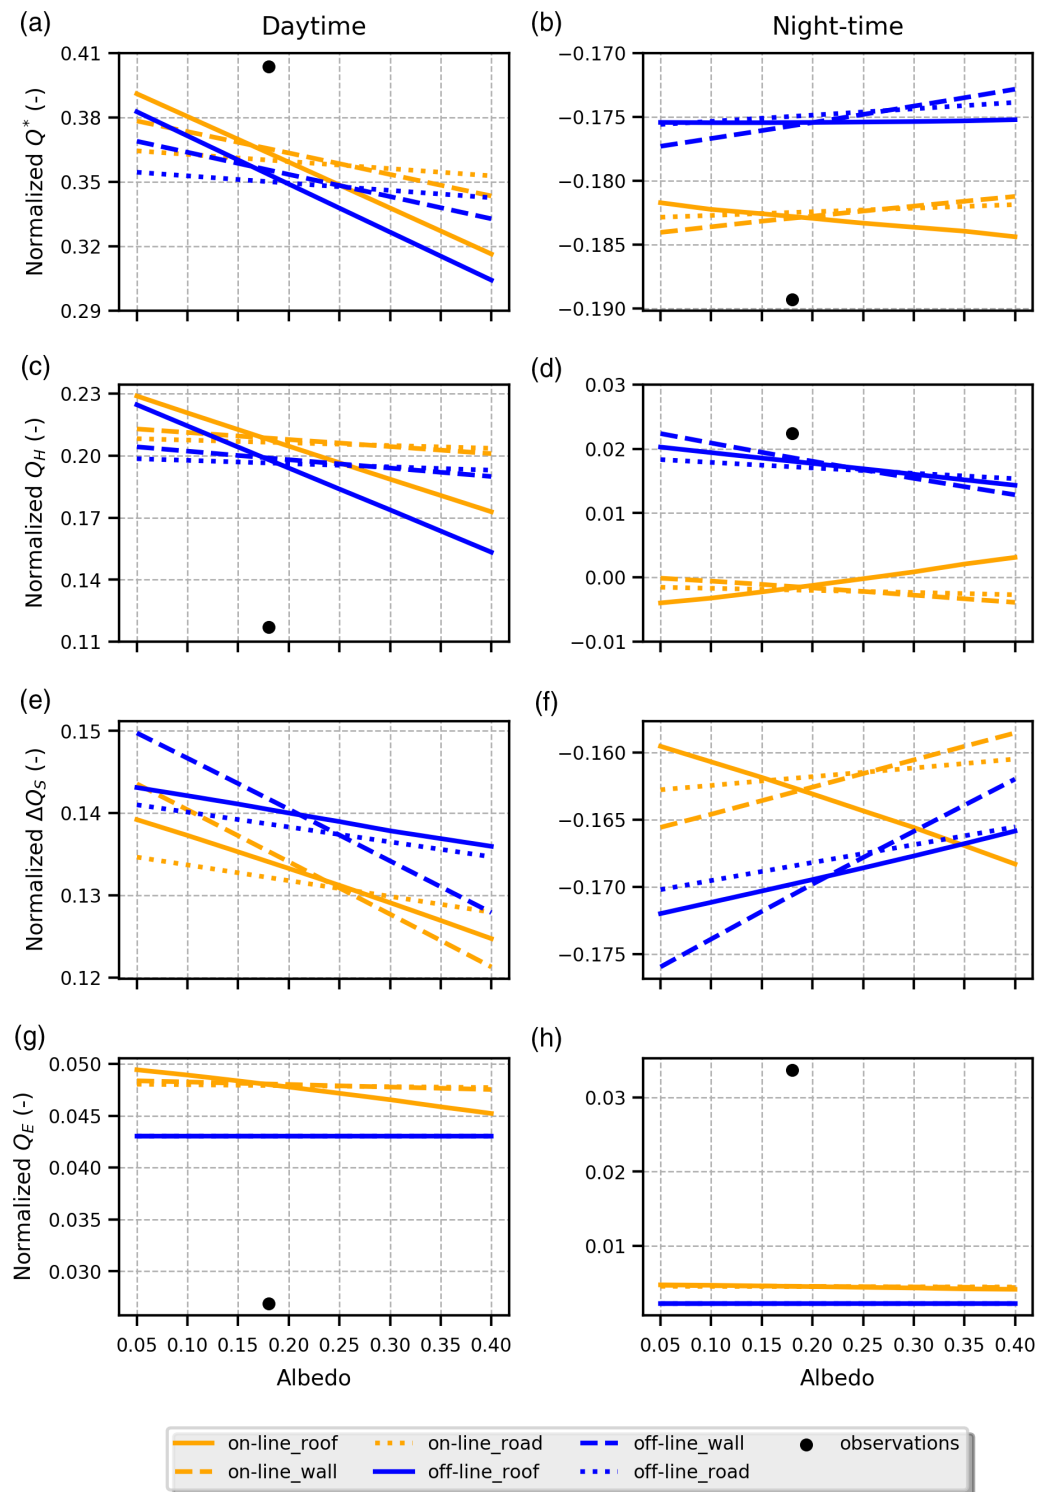 (a) Daytime (b) Night-time
Normalized Q* (-)
0.41
0.38
0.35
0.32
0.29
−0.170
−0.175
−0.180
−0.185
−0.190
(c) (d)
Normalized Q_H (-)
0.23
0.20
0.17
0.14
0.11
0.03
0.02
0.01
0.00
−0.01
(e) (f)
Normalized ΔQ_S (-)
0.15
0.14
0.13
0.12
−0.160
−0.165
−0.170
−0.175
(g) (h)
Normalized Q_E (-)
0.050
0.045
0.040
0.035
0.030
0.03
0.02
0.01
0.05 0.10 0.15 0.20 0.25 0.30 0.35 0.40
0.05 0.10 0.15 0.20 0.25 0.30 0.35 0.40
Albedo Albedo
on-line_roof on-line_road off-line_wall observations
on-line_wall off-line_roof off-line_road